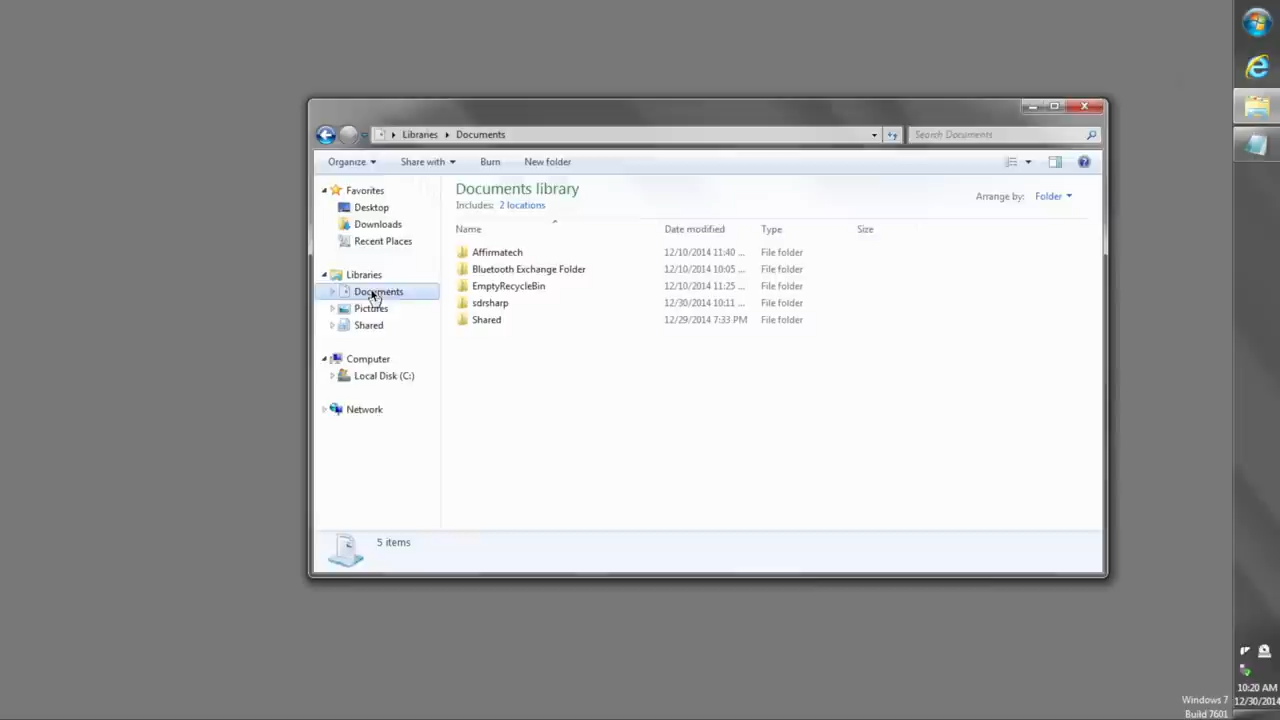 Libraries Documents
Search Documents
Organize Share with Burn New folder
Favorites
Desktop
Downloads
Recent Places
Libraries
Documents
Pictures
Shared
Computer
Local Disk (C:)
Network
Documents library
Includes: 2 locations
Arrange by: Folder
Name Date modified Type Size
Affirmatech 12/10/2014 11:40 ... File folder
Bluetooth Exchange Folder 12/10/2014 10:05 ... File folder
EmptyRecycleBin 12/10/2014 11:25 ... File folder
sdrsharp 12/30/2014 10:11 ... File folder
Shared 12/29/2014 7:33 PM File folder
5 items
10:20 AM
12/30/2014
Windows 7
Build 7601